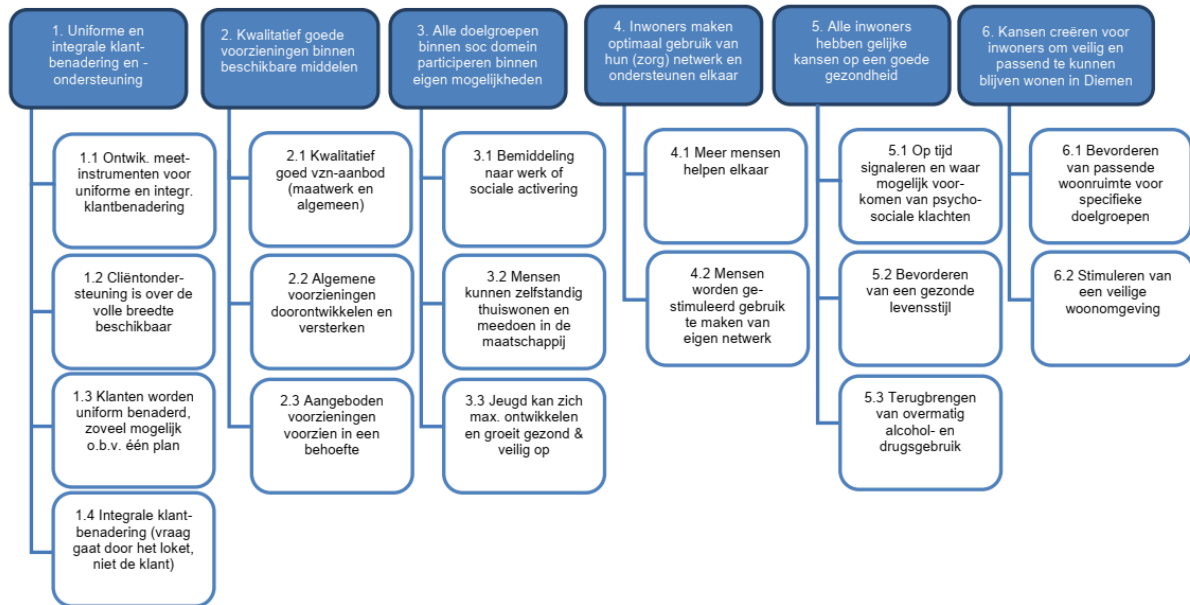 1. Uniforme en
integrale klant-
benadering en -
ondersteuning
1.1 Ontwik. meet-
instrumenten voor
uniforme en integr.
klantbenadering
1.2 Cliëntonder-
steuning is over de
volle breedte
beschikbaar
1.3 Klanten worden
uniform benaderd,
zoveel mogelijk
o.b.v. één plan
1.4 Integrale klant-
benadering (vraag
gaat door het loket,
niet de klant)
2. Kwalitatief goede
voorzieningen binnen
beschikbare middelen
2.1 Kwalitatief
goed vzn-aanbod
(maatwerk en
algemeen)
2.2 Algemene
voorzieningen
doorontwikkelen en
versterken
2.3 Aangeboden
voorzieningen
voorzien in een
behoefte
3. Alle doelgroepen
binnen soc domein
participeren binnen
eigen mogelijkheden
3.1 Bemiddeling
naar werk of
sociale activering
3.2 Mensen
kunnen zelfstandig
thuiswonen en
meedoen in de
maatschappij
3.3 Jeugd kan zich
max. ontwikkelen
en groeit gezond &
veilig op
4. Inwoners maken
optimaal gebruik van
hun (zorg) netwerk en
ondersteunen elkaar
4.1 Meer mensen
helpen elkaar
4.2 Mensen
worden ge-
stimuleerd gebruik
te maken van
eigen netwerk
5. Alle inwoners
hebben gelijke
kansen op een goede
gezondheid
5.1 Op tijd
signaleren en waar
mogelijk voor-
komen van psycho-
sociale klachten
5.2 Bevorderen
van een gezonde
levensstijl
5.3 Terugbrengen
van overmatig
alcohol- en
drugsgebruik
6. Kansen creëren voor
inwoners om veilig en
passend te kunnen
blijven wonen in Diemen
6.1 Bevorderen
van passende
woonruimte voor
specifieke
doelgroepen
6.2 Stimuleren van
een veilige
woonomgeving